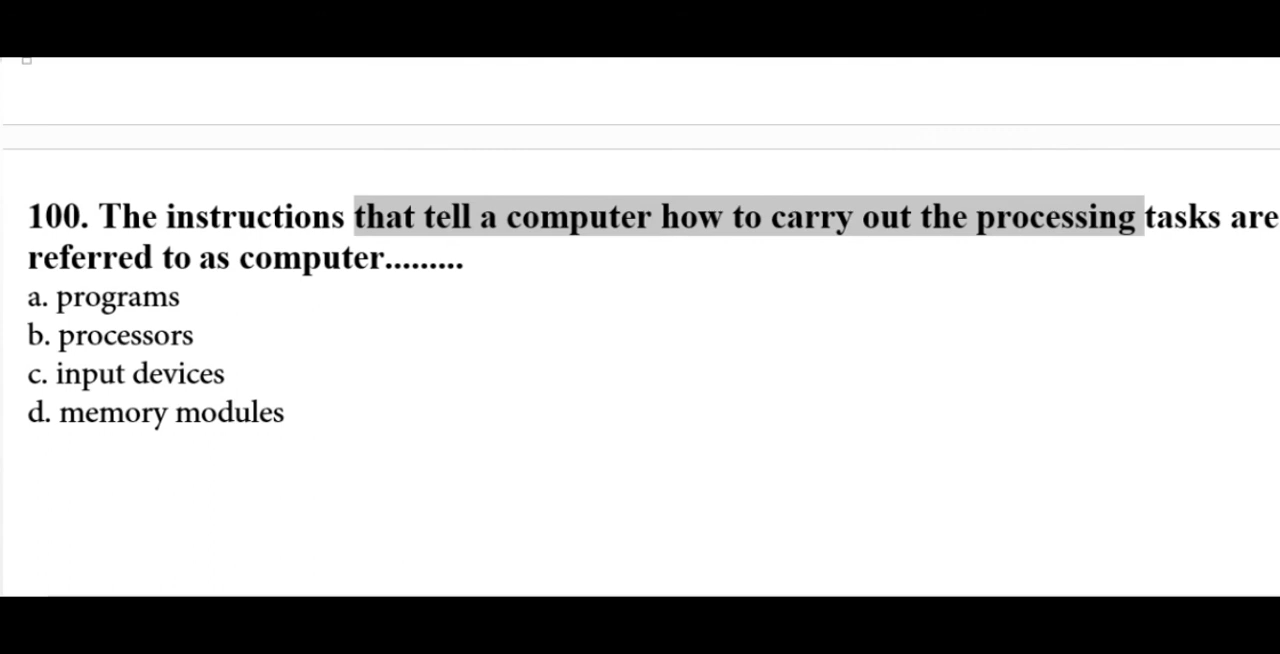 100. The instructions that tell a computer how to carry out the processing tasks are
referred to as computer.........
a. programs
b. processors
c. input devices
d. memory modules